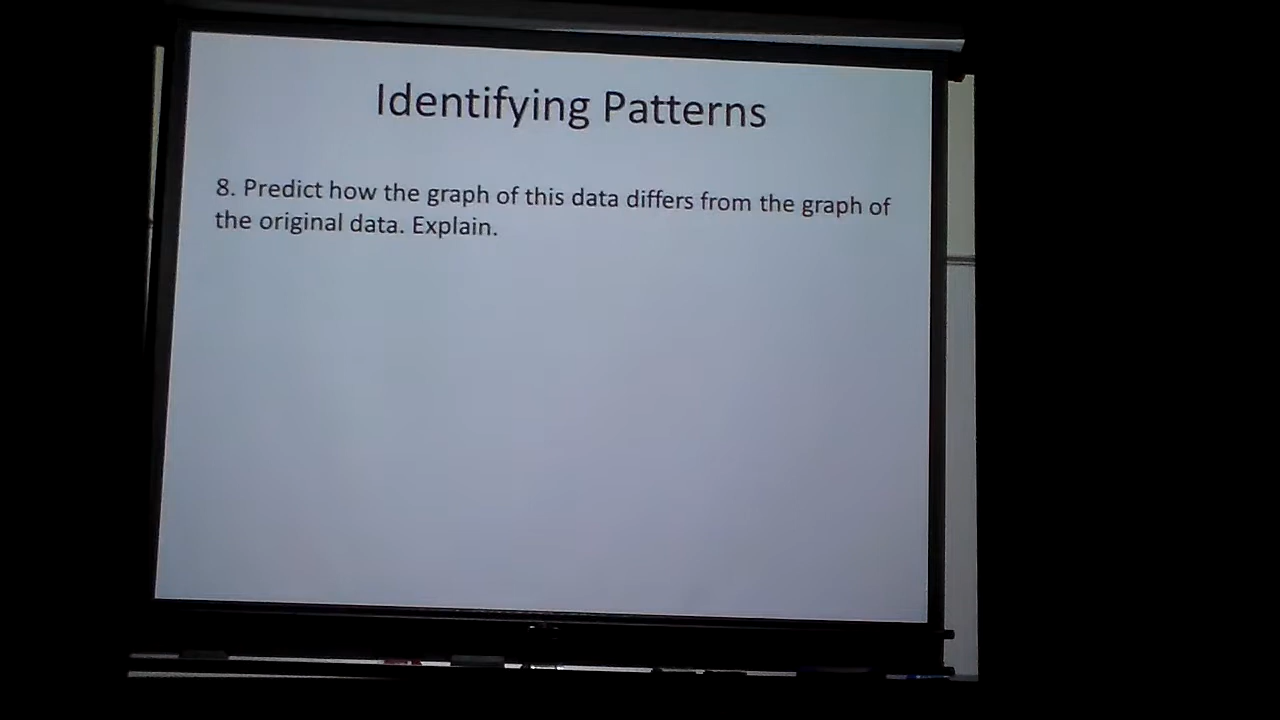 Identifying Patterns
8. Predict how the graph of this data differs from the graph of
the original data. Explain.